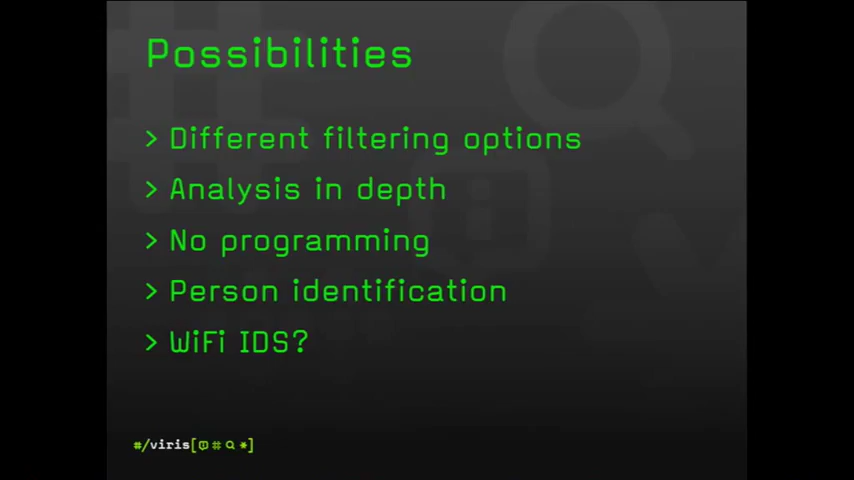 Possibilities
> Different filtering options
> Analysis in depth
> No programming
> Person identification
> WiFi IDS?
#/viris[ # *]